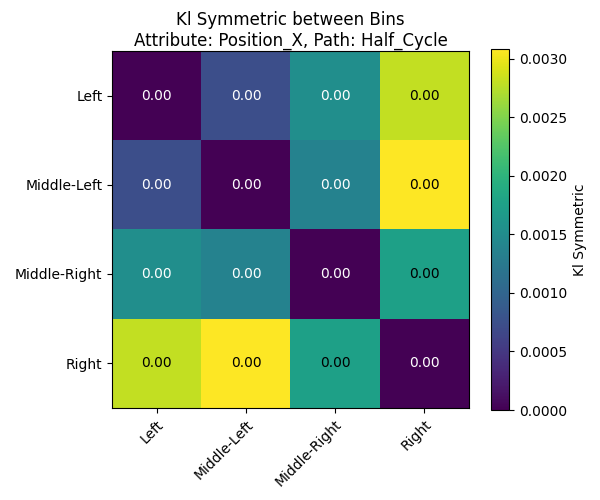 Kl Symmetric between Bins
Attribute: Position_X, Path: Half_Cycle
Left
0.00 0.00 0.00 0.00
Middle-Left
0.00 0.00 0.00 0.00
Middle-Right
0.00 0.00 0.00 0.00
Right
0.00 0.00 0.00 0.00
Left
Middle-Left
Middle-Right
Right
0.0030
0.0025
0.0020
0.0015
0.0010
0.0005
0.0000
Kl Symmetric